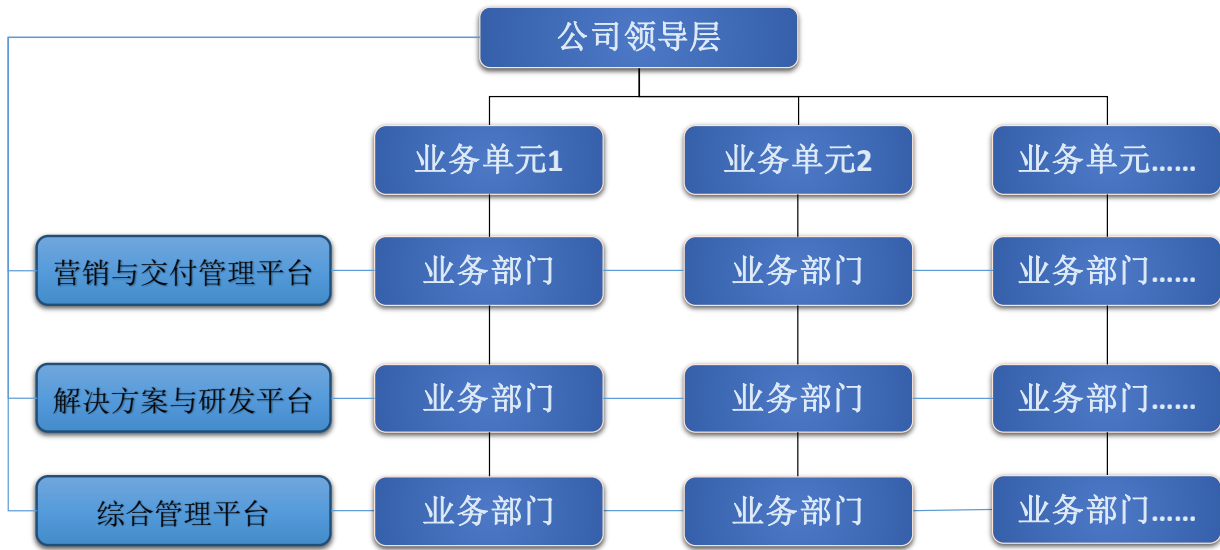 公司领导层
业务单元1
业务单元2
业务单元……
营销与交付管理平台
业务部门
业务部门
业务部门……
解决方案与研发平台
业务部门
业务部门
业务部门……
综合管理平台
业务部门
业务部门
业务部门……